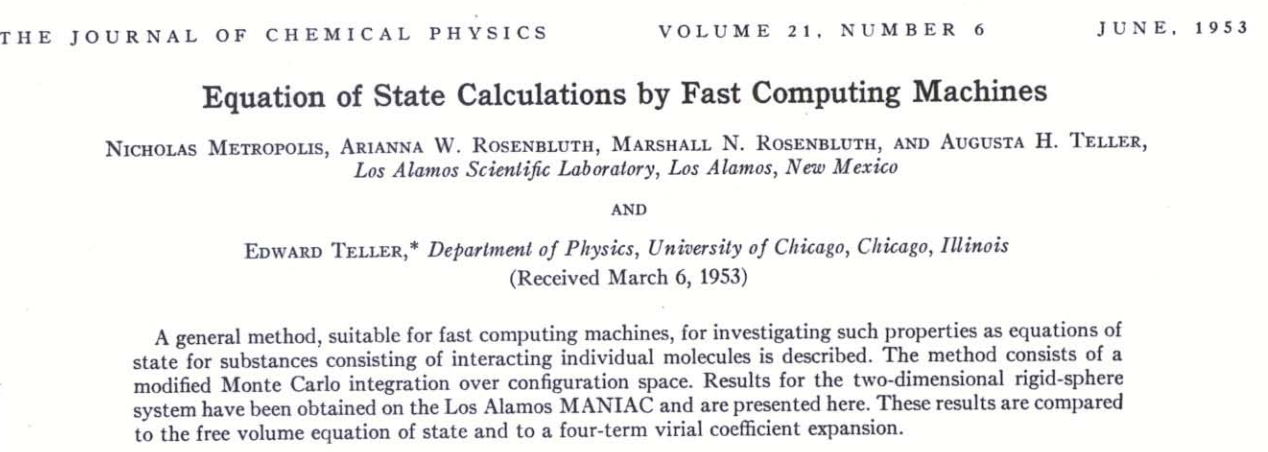 THE JOURNAL OF CHEMICAL PHYSICS VOLUME 21, NUMBER 6 JUNE, 1953
Equation of State Calculations by Fast Computing Machines
NICHOLAS METROPOLIS, ARIANNA W. ROSENBLUTH, MARSHALL N. ROSENBLUTH, AND AUGUSTA H. TELLER,
Los Alamos Scientific Laboratory, Los Alamos, New Mexico
AND
EDWARD TELLER,* Department of Physics, University of Chicago, Chicago, Illinois
(Received March 6, 1953)
A general method, suitable for fast computing machines, for investigating such properties as equations of
state for substances consisting of interacting individual molecules is described. The method consists of a
modified Monte Carlo integration over configuration space. Results for the two-dimensional rigid-sphere
system have been obtained on the Los Alamos MANIAC and are presented here. These results are compared
to the free volume equation of state and to a four-term virial coefficient expansion.